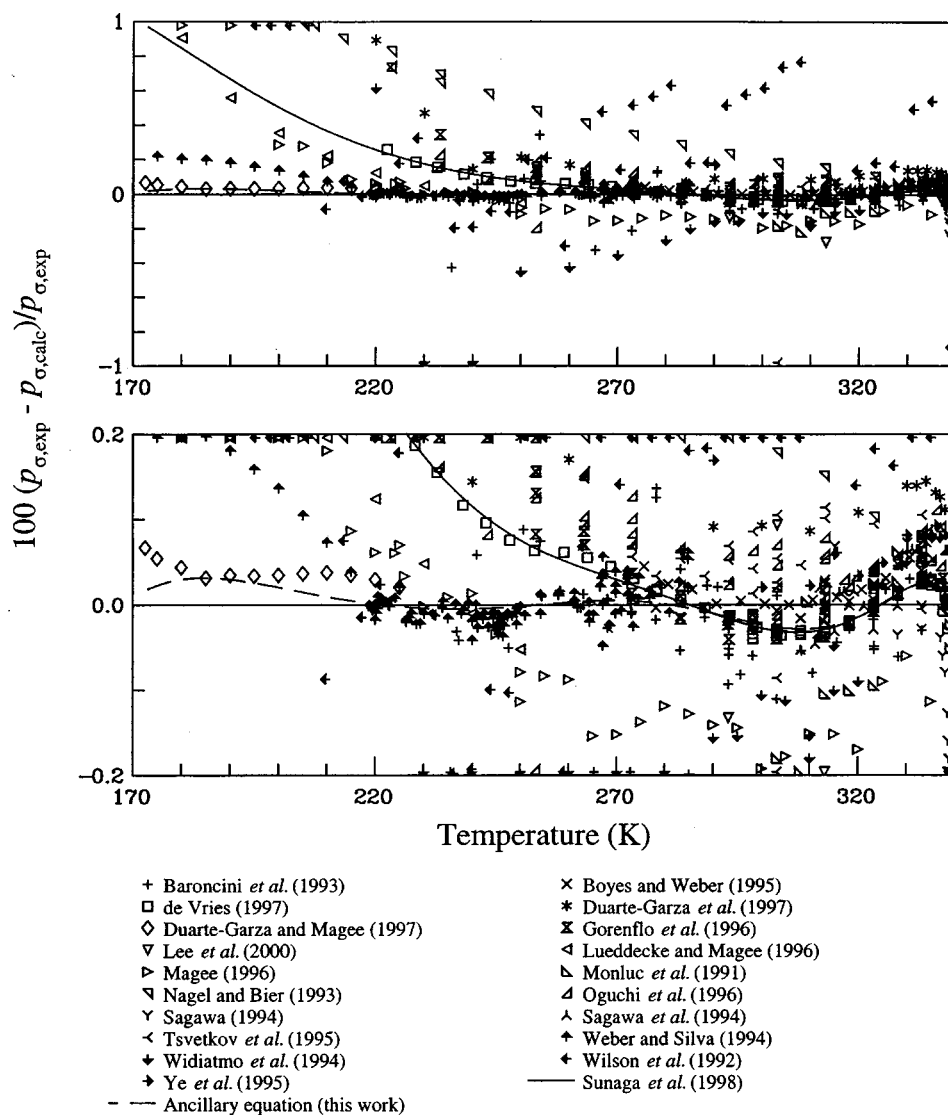 1
0
-1
170
220
270
320
0.2
0.0
-0.2
170
220
270
320
100 (pσ,exp - pσ,calc)/pσ,exp
Temperature (K)
Baroncini et al. (1993)
de Vries (1997)
Duarte-Garza and Magee (1997)
Lee et al. (2000)
Magee (1996)
Nagel and Bier (1993)
Sagawa (1994)
Tsvetkov et al. (1995)
Widiatmo et al. (1994)
Ye et al. (1995)
Ancillary equation (this work)
Boyes and Weber (1995)
Duarte-Garza et al. (1997)
Gorenflo et al. (1996)
Lueddecke and Magee (1996)
Monluc et al. (1991)
Oguchi et al. (1996)
Sagawa et al. (1994)
Weber and Silva (1994)
Wilson et al. (1992)
Sunaga et al. (1998)